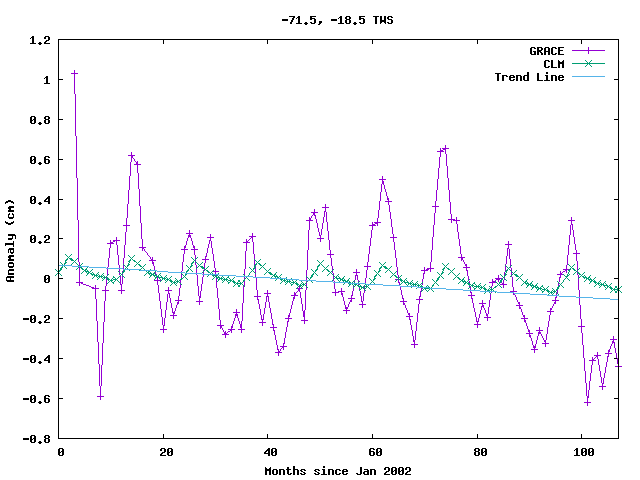 -71.5, -18.5 TWS
GRACE
CLM
Trend Line
1.2
1
0.8
0.6
0.4
0.2
0
-0.2
-0.4
-0.6
-0.8
Anomaly (cm)
0 20 40 60 80 100
Months since Jan 2002